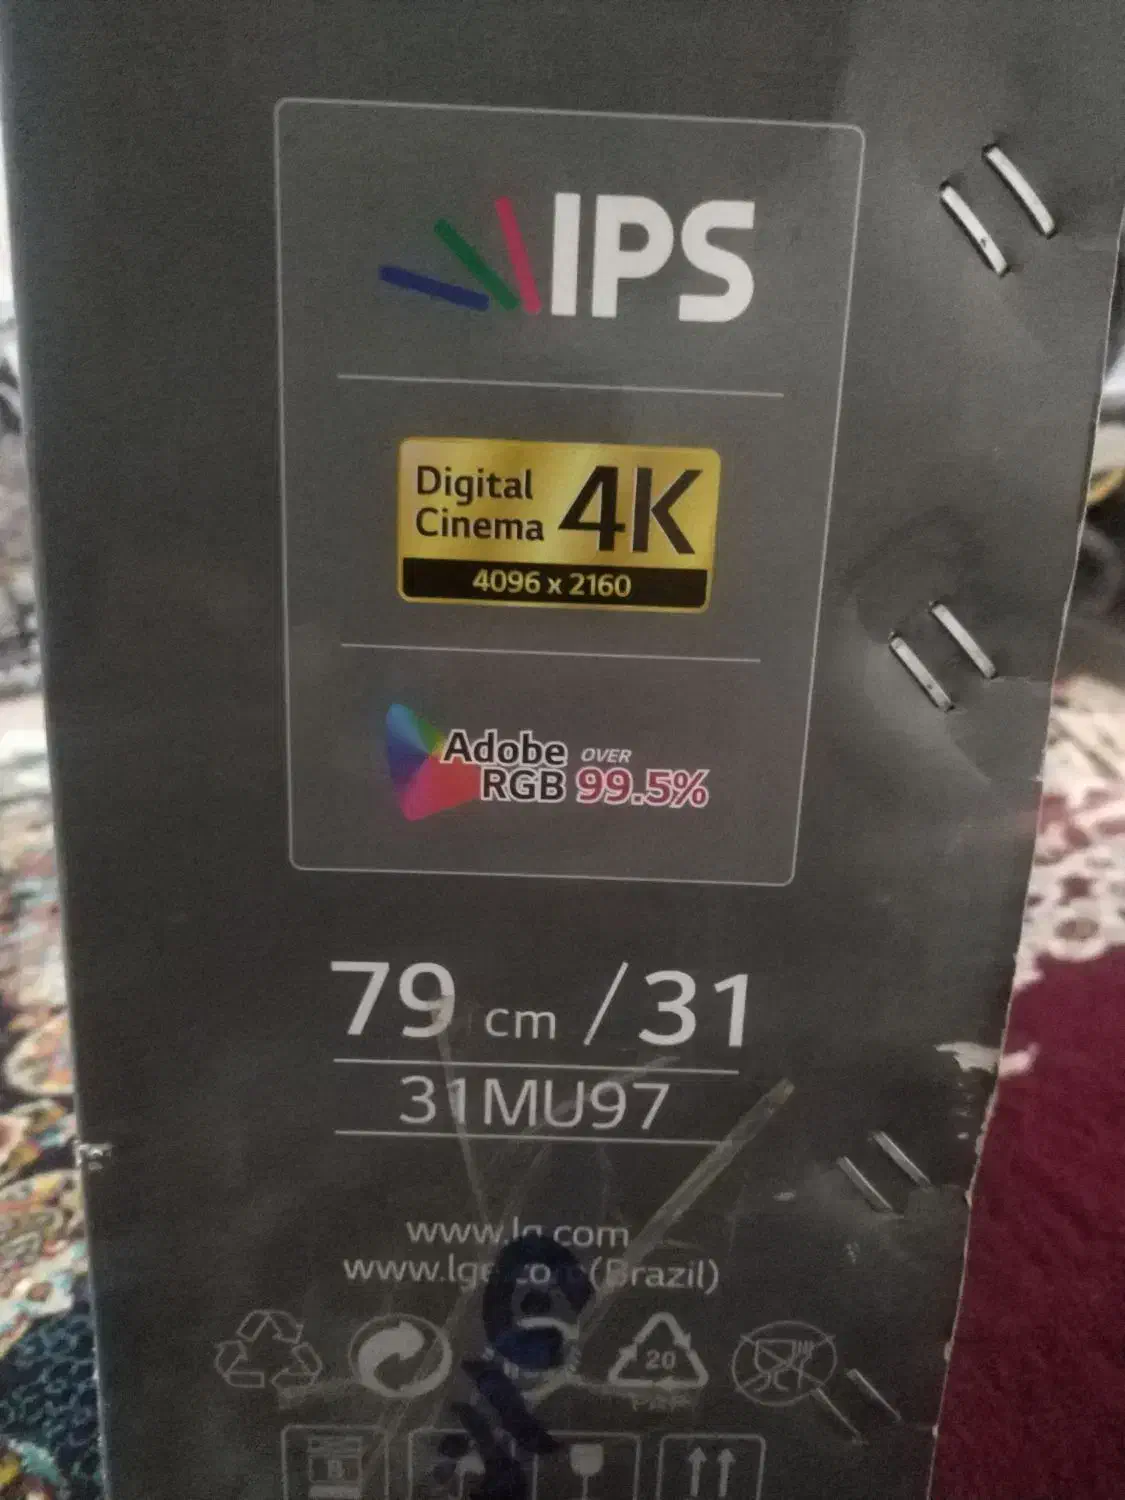 IPS
Digital
Cinema 4K
4096 x 2160
Adobe OVER
RGB 99.5%
79 cm / 31
31MU97
www.lg.com
(Brazil)
20
PAP